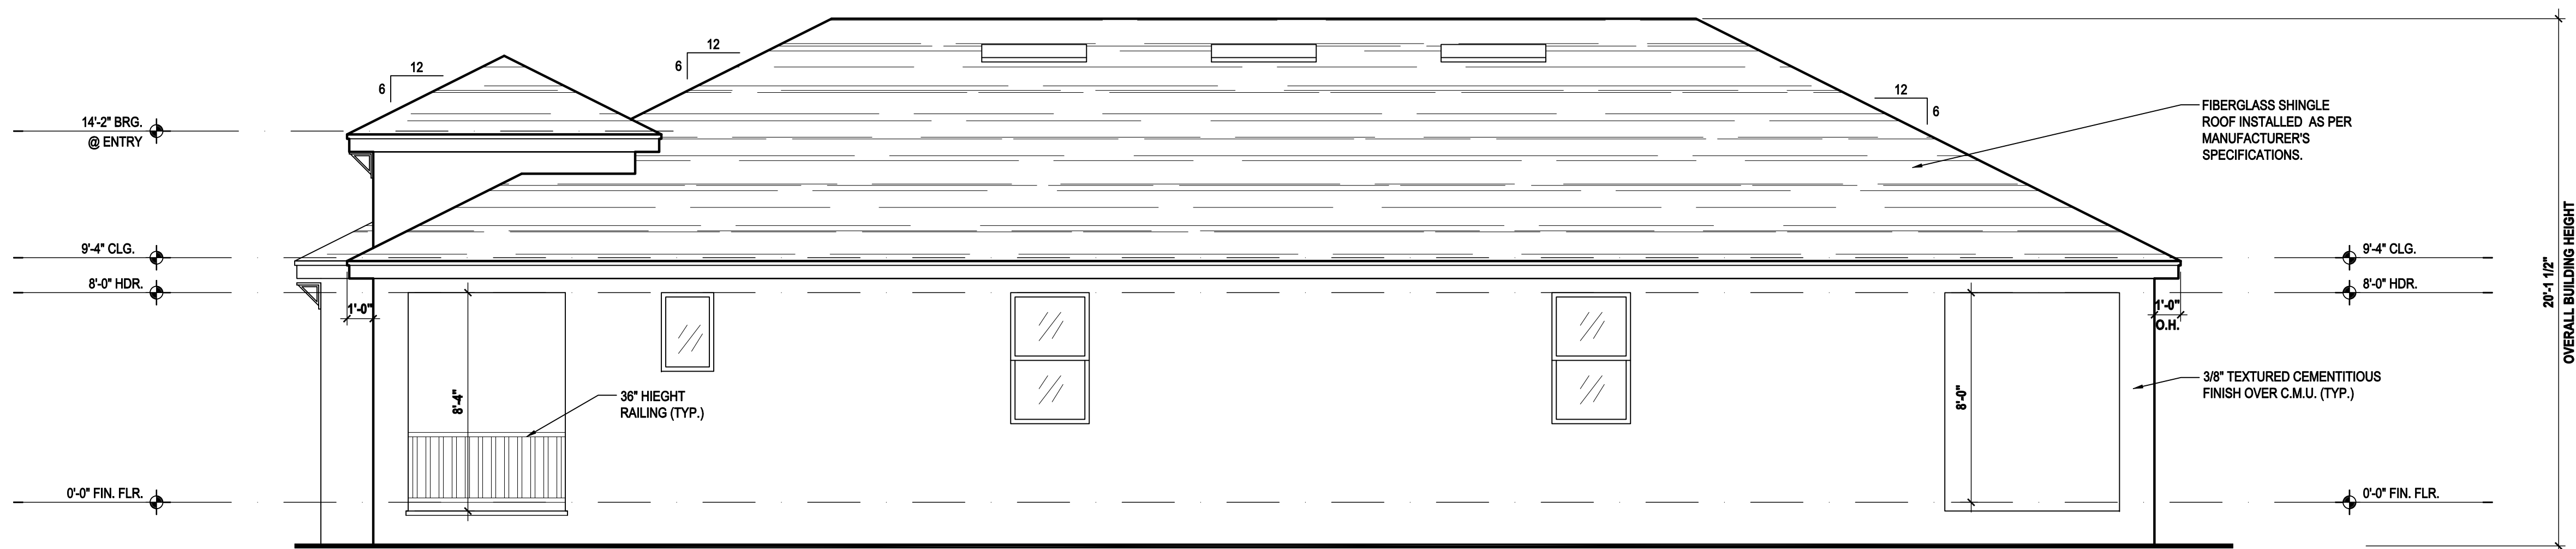 12
6
12
6
12
6
14'-2" BRG.
@ ENTRY
FIBERGLASS SHINGLE
ROOF INSTALLED AS PER
MANUFACTURER'S
SPECIFICATIONS.
9'-4" CLG.
9'-4" CLG.
8'-0" HDR.
8'-0" HDR.
1'-0"
1'-0"
O.H.
20'-1 1/2"
OVERALL BUILDING HEIGHT
8'-4"
36" HIEGHT
RAILING (TYP.)
8'-0"
3/8" TEXTURED CEMENTITIOUS
FINISH OVER C.M.U. (TYP.)
0'-0" FIN. FLR.
0'-0" FIN. FLR.